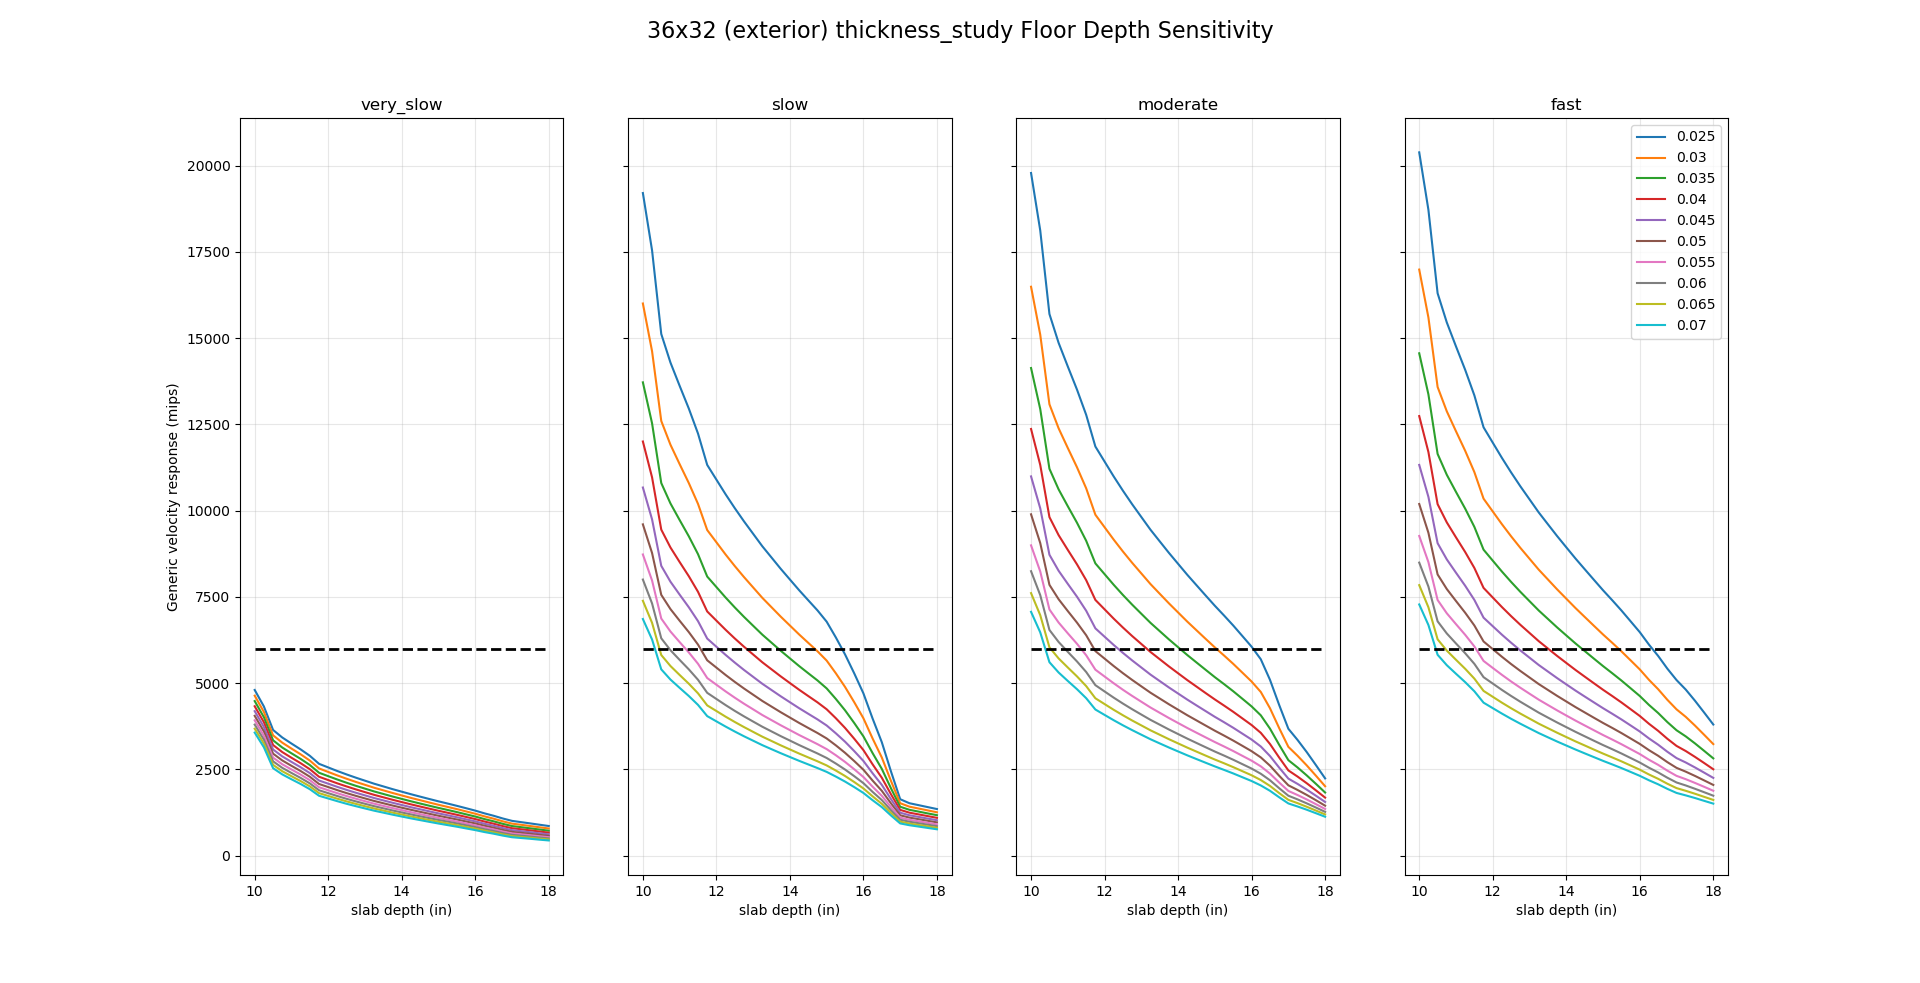 36x32 (exterior) thickness_study Floor Depth Sensitivity
very_slow
slow
moderate
fast
Generic velocity response (mips)
20000
17500
15000
12500
10000
7500
5000
2500
0
10 12 14 16 18
slab depth (in)
10 12 14 16 18
slab depth (in)
10 12 14 16 18
slab depth (in)
10 12 14 16 18
slab depth (in)
0.025
0.03
0.035
0.04
0.045
0.05
0.055
0.06
0.065
0.07